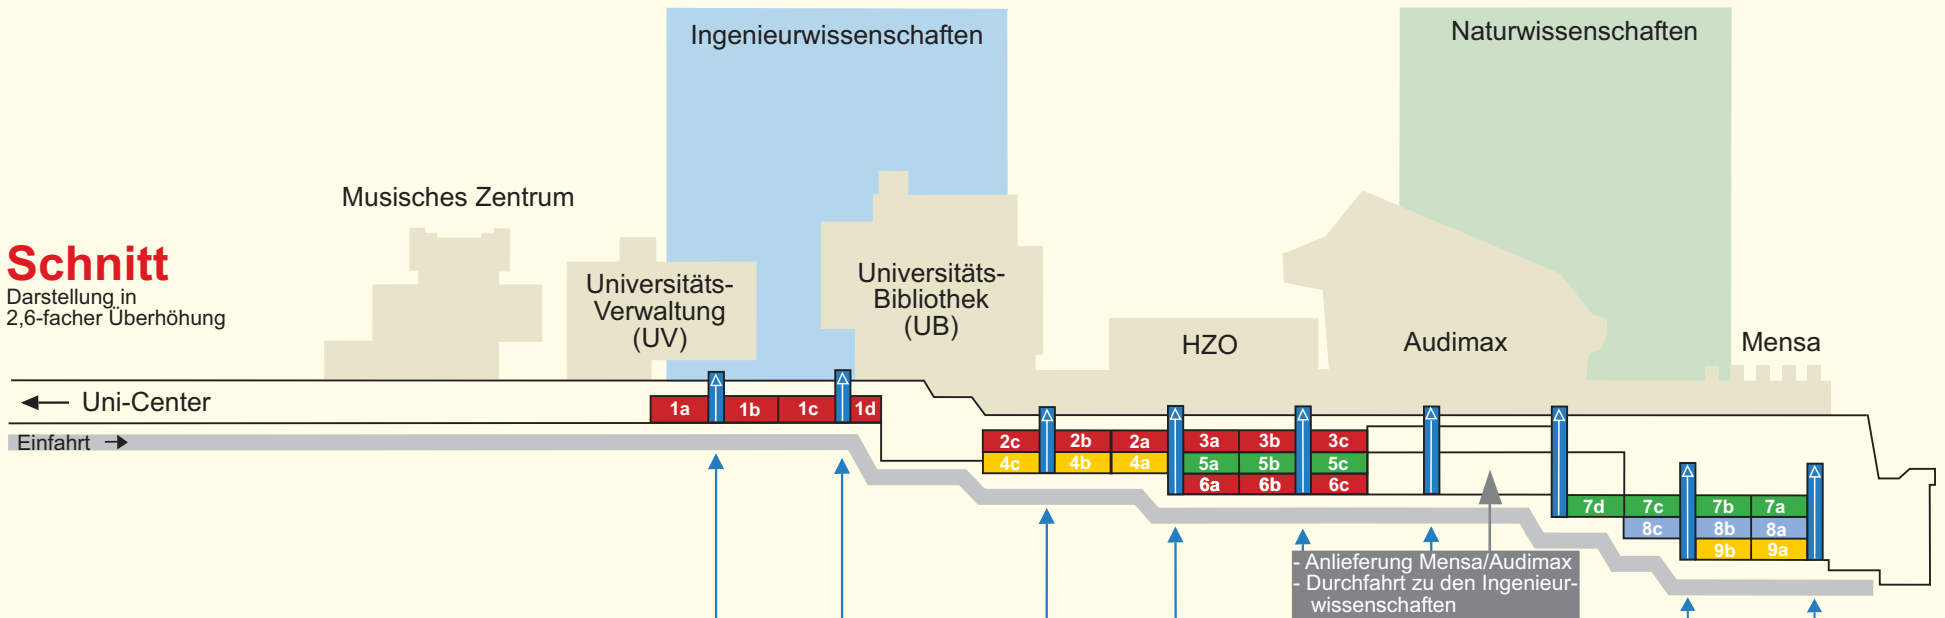 Ingenieurwissenschaften
Naturwissenschaften
Musisches Zentrum
Schnitt
Darstellung in
2,6-facher Überhöhung
Universitäts-
Verwaltung
(UV)
Universitäts-
Bibliothek
(UB)
HZO
Audimax
Mensa
Uni-Center
Einfahrt
1a 1b 1c 1d
2c 2b 2a 3a 3b 3c
4c 4b 4a 5a 5b 5c
6a 6b 6c
7d 7c 7b 7a
8c 8b 8a
9b 9a
- Anlieferung Mensa/Audimax
- Durchfahrt zu den Ingenieur-
wissenschaften